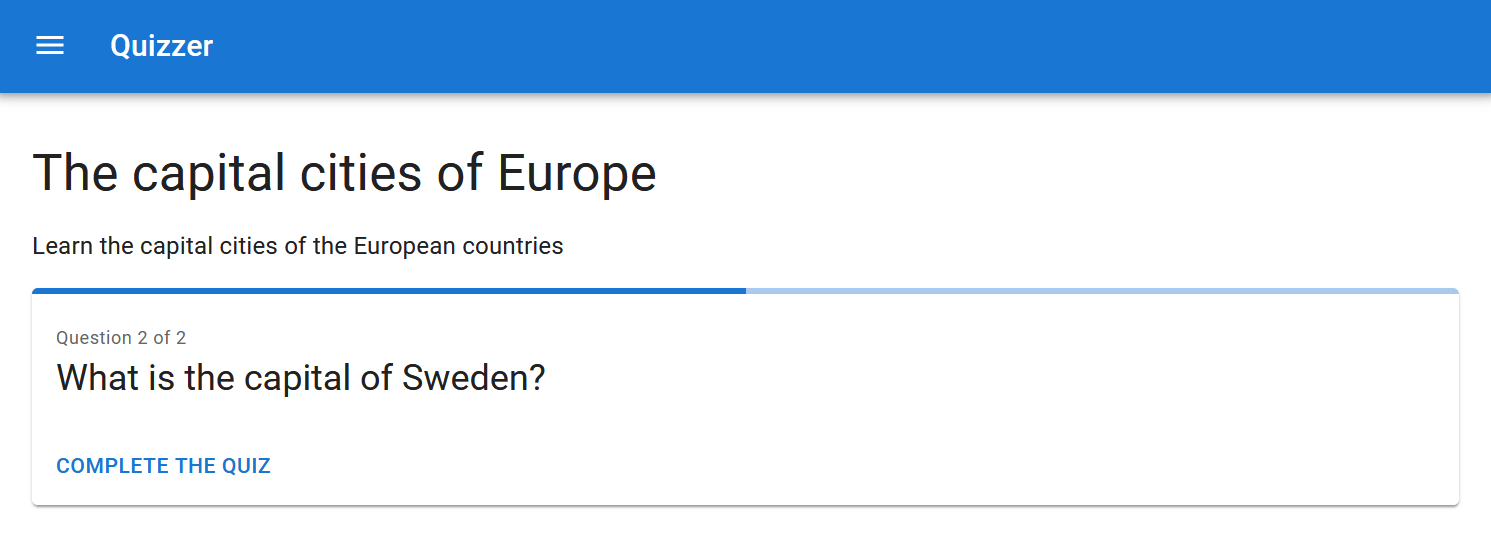 Quizzer
The capital cities of Europe
Learn the capital cities of the European countries
Question 2 of 2
What is the capital of Sweden?
COMPLETE THE QUIZ